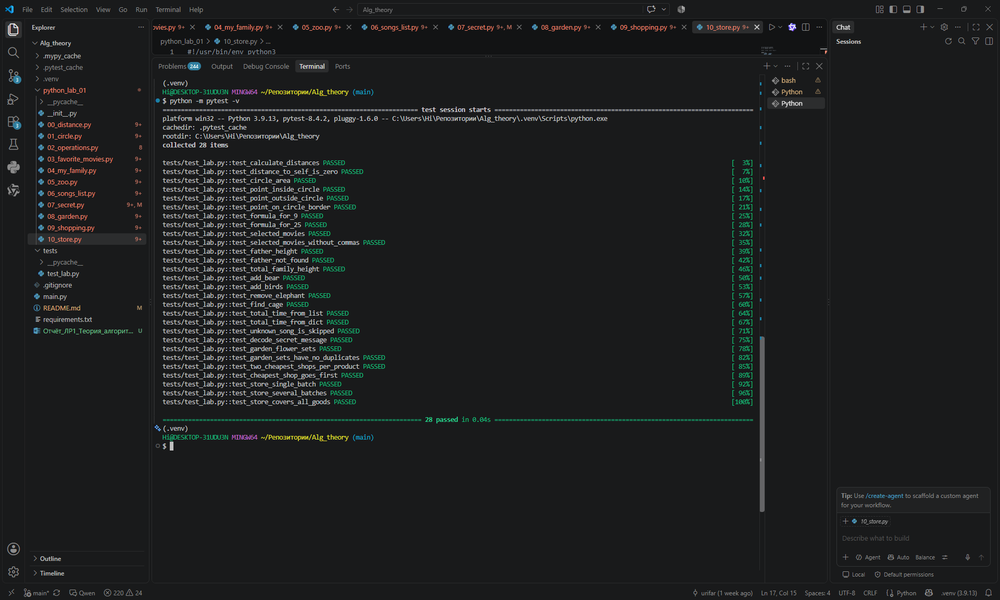 File Edit Selection View Go Run Terminal Help
Alg_theory
Explorer
Alg_theory
.mypy_cache
.pytest_cache
.venv
python_lab_01
__pycache__
__init__.py
00_distance.py 9+
01_circle.py 9+
02_operations.py 8
03_favorite_movies.py 9+
04_my_family.py 9+
05_zoo.py 9+
06_songs_list.py 9+
07_secret.py 9+, M
08_garden.py 9+
09_shopping.py 9+
10_store.py 9+
tests
__pycache__
test_lab.py
.gitignore
main.py
README.md M
requirements.txt
Отчёт_ЛР1_Теория_алгорит... U
Outline
Timeline
3
3
ovies.py 9+ 04_my_family.py 9+ 05_zoo.py 9+ 06_songs_list.py 9+ 07_secret.py 9+, M 08_garden.py 9+ 09_shopping.py 9+ 10_store.py 9+
python_lab_01 > 10_store.py > ...
1 #!/usr/bin/env python3
Problems 244 Output Debug Console Terminal Ports
(.venv)
Hi@DESKTOP-31UDU3N MINGW64 ~/Репозитории/Alg_theory (main)
$ python -m pytest -v
====================================================================== test session starts =======================================================================
platform win32 -- Python 3.9.13, pytest-8.4.2, pluggy-1.6.0 -- C:\Users\Hi\Репозитории\Alg_theory\.venv\Scripts\python.exe
cachedir: .pytest_cache
rootdir: C:\Users\Hi\Репозитории\Alg_theory
collected 28 items
tests/test_lab.py::test_calculate_distances PASSED [ 3%]
tests/test_lab.py::test_distance_to_self_is_zero PASSED [ 7%]
tests/test_lab.py::test_circle_area PASSED [ 10%]
tests/test_lab.py::test_point_inside_circle PASSED [ 14%]
tests/test_lab.py::test_point_outside_circle PASSED [ 17%]
tests/test_lab.py::test_point_on_circle_border PASSED [ 21%]
tests/test_lab.py::test_formula_for_9 PASSED [ 25%]
tests/test_lab.py::test_formula_for_25 PASSED [ 28%]
tests/test_lab.py::test_selected_movies PASSED [ 32%]
tests/test_lab.py::test_selected_movies_without_commas PASSED [ 35%]
tests/test_lab.py::test_father_height PASSED [ 39%]
tests/test_lab.py::test_father_not_found PASSED [ 42%]
tests/test_lab.py::test_total_family_height PASSED [ 46%]
tests/test_lab.py::test_add_bear PASSED [ 50%]
tests/test_lab.py::test_add_birds PASSED [ 53%]
tests/test_lab.py::test_remove_elephant PASSED [ 57%]
tests/test_lab.py::test_find_cage PASSED [ 60%]
tests/test_lab.py::test_total_time_from_list PASSED [ 64%]
tests/test_lab.py::test_total_time_from_dict PASSED [ 67%]
tests/test_lab.py::test_unknown_song_is_skipped PASSED [ 71%]
tests/test_lab.py::test_decode_secret_message PASSED [ 75%]
tests/test_lab.py::test_garden_flower_sets PASSED [ 78%]
tests/test_lab.py::test_garden_sets_have_no_duplicates PASSED [ 82%]
tests/test_lab.py::test_two_cheapest_shops_per_product PASSED [ 85%]
tests/test_lab.py::test_cheapest_shop_goes_first PASSED [ 89%]
tests/test_lab.py::test_store_single_batch PASSED [ 92%]
tests/test_lab.py::test_store_several_batches PASSED [ 96%]
tests/test_lab.py::test_store_covers_all_goods PASSED [100%]
======================================================================= 28 passed in 0.04s =======================================================================
(.venv)
Hi@DESKTOP-31UDU3N MINGW64 ~/Репозитории/Alg_theory (main)
$
bash
Python
Python
Chat
Sessions
Tip: Use /create-agent to scaffold a custom agent
for your workflow.
10_store.py
Describe what to build
Agent Auto Balance
Local Default permissions
main* Qwen 220 24 urifar (1 week ago) Ln 17, Col 15 Spaces: 4 UTF-8 CRLF Python .venv (3.9.13)